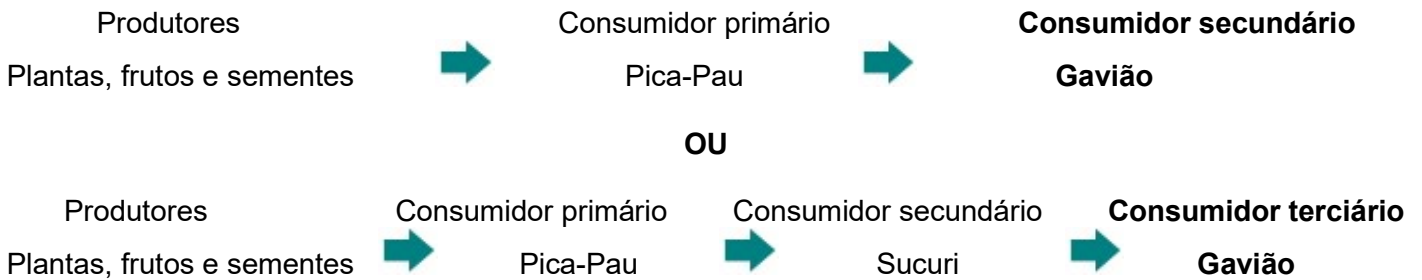 Produtores Consumidor primário Consumidor secundário
Plantas, frutos e sementes Pica-Pau Gavião
OU
Produtores Consumidor primário Consumidor secundário Consumidor terciário
Plantas, frutos e sementes Pica-Pau Sucuri Gavião